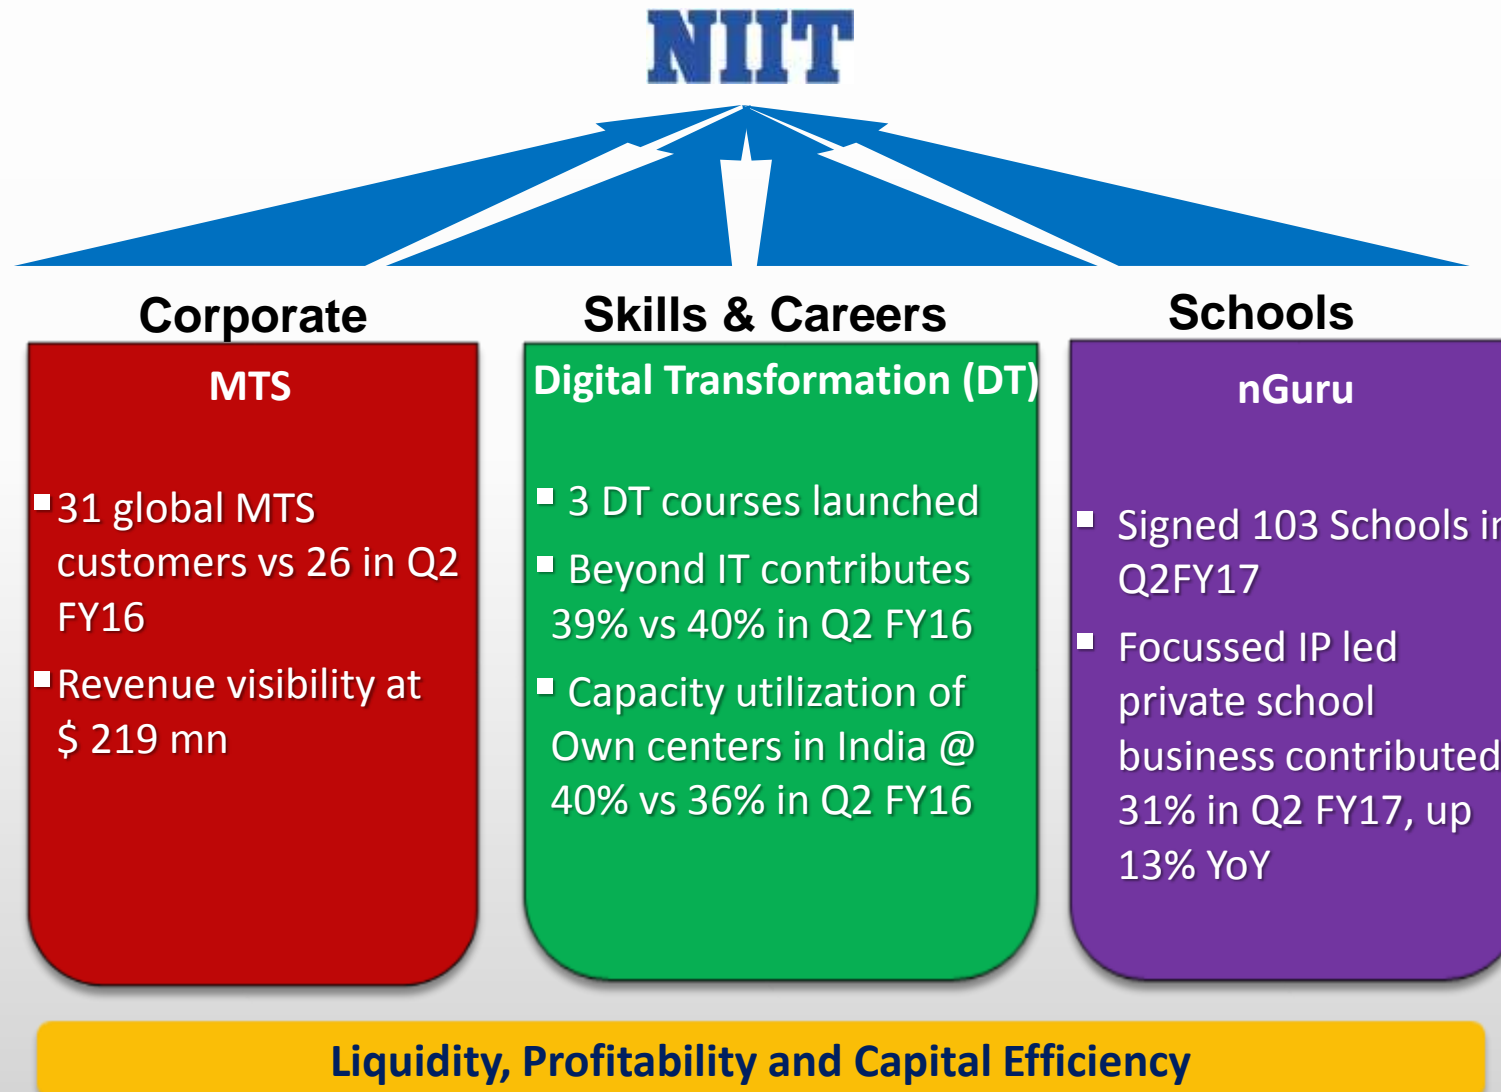 NIIT
Corporate
MTS
▪31 global MTS
customers vs 26 in Q2
FY16
▪Revenue visibility at
$ 219 mn
Skills & Careers
Digital Transformation (DT)
▪ 3 DT courses launched
▪ Beyond IT contributes
39% vs 40% in Q2 FY16
▪ Capacity utilization of
Own centers in India @
40% vs 36% in Q2 FY16
Schools
nGuru
▪ Signed 103 Schools in
Q2FY17
▪ Focussed IP led
private school
business contributed
31% in Q2 FY17, up
13% YoY
Liquidity, Profitability and Capital Efficiency